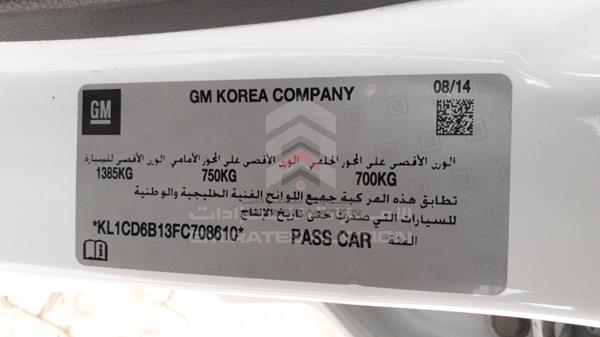 GM
GM KOREA COMPANY
08/14
الوزن الأقصى على المحور الخلفي الوزن الأقصى على المحور الأمامي الوزن الأقصى للسيارة
1385KG 750KG 700KG
تطابق هذه المركبة جميع اللوائح الفنية الخليجية والوطنية
للسيارات التي صدرت حتى تاريخ الإنتاج
*KL1CD6B13FC708610* PASS CAR الفئة